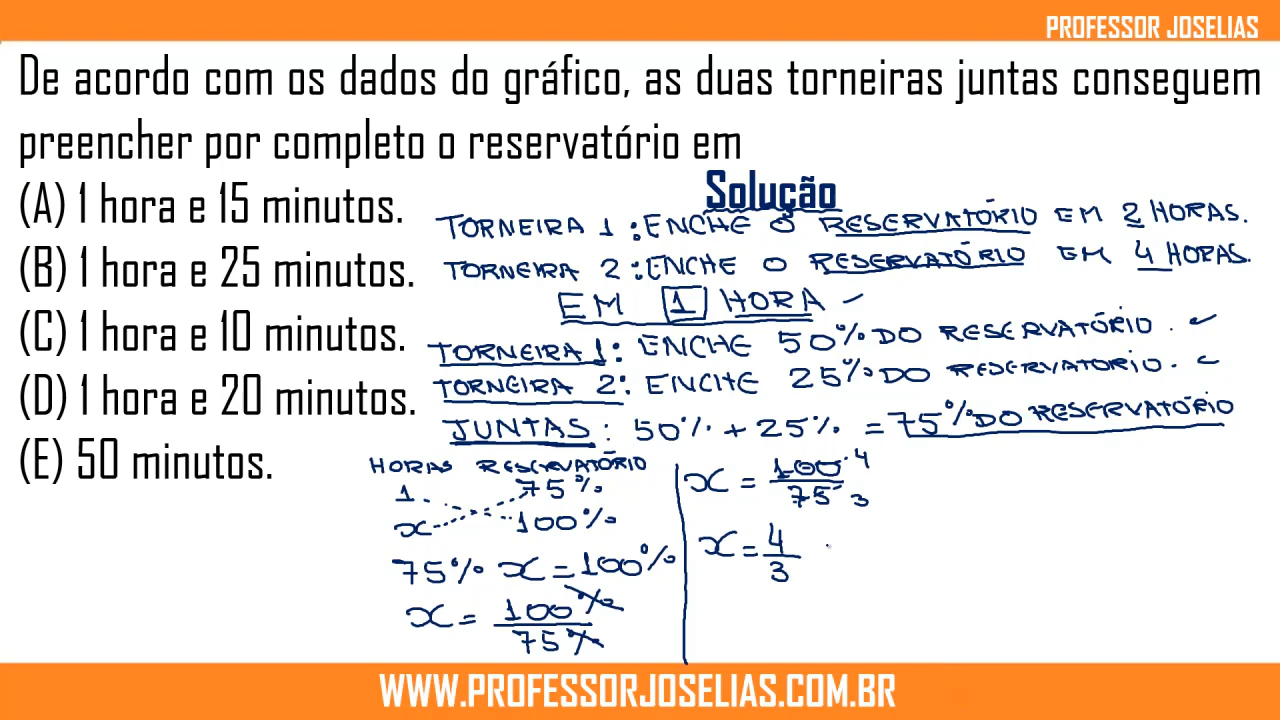 PROFESSOR JOSELIAS
De acordo com os dados do gráfico, as duas torneiras juntas conseguem
preencher por completo o reservatório em
(A) 1 hora e 15 minutos.
(B) 1 hora e 25 minutos.
(C) 1 hora e 10 minutos.
(D) 1 hora e 20 minutos.
(E) 50 minutos.
Solução
TORNEIRA 1: ENCHE O RESERVATÓRIO EM 2 HORAS.
TORNEIRA 2: ENCHE O RESERVATÓRIO EM 4 HORAS.
EM 1 HORA
TORNEIRA 1: ENCHE 50% DO RESERVATÓRIO.
TORNEIRA 2: ENCHE 25% DO RESERVATORIO.
JUNTAS: 50% + 25% = 75% DO RESERVATÓRIO
HORAS RESERVATÓRIO
1 75%
x 100%
75% x = 100%
x = 100% / 75%
x = 100 4 / 75 3
x = 4 / 3
WWW.PROFESSORJOSELIAS.COM.BR